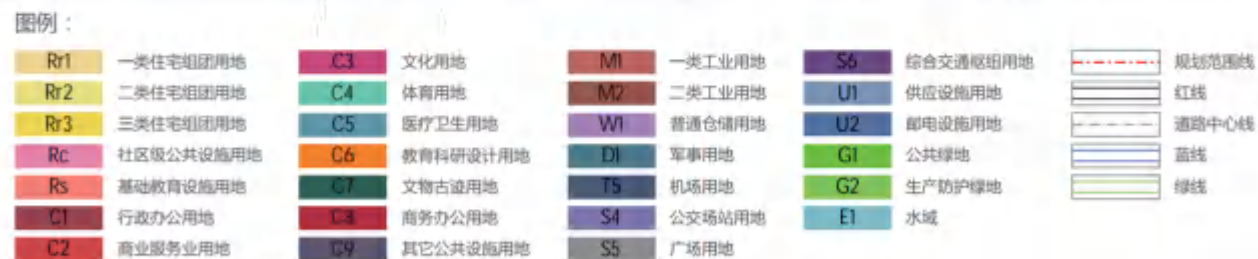 图例：
Rr1 一类住宅组团用地 C3 文化用地 M1 一类工业用地 S6 综合交通枢纽用地 规划范围线
Rr2 二类住宅组团用地 C4 体育用地 M2 二类工业用地 U1 供应设施用地 红线
Rr3 三类住宅组团用地 C5 医疗卫生用地 W1 普通仓储用地 U2 邮电设施用地 道路中心线
Rc 社区级公共设施用地 C6 教育科研设计用地 D1 军事用地 G1 公共绿地 蓝线
Rs 基础教育设施用地 C7 文物古迹用地 T5 机场用地 G2 生产防护绿地 绿线
C1 行政办公用地 C8 商务办公用地 S4 公交场站用地 E1 水域
C2 商业服务业用地 C9 其它公共设施用地 S5 广场用地